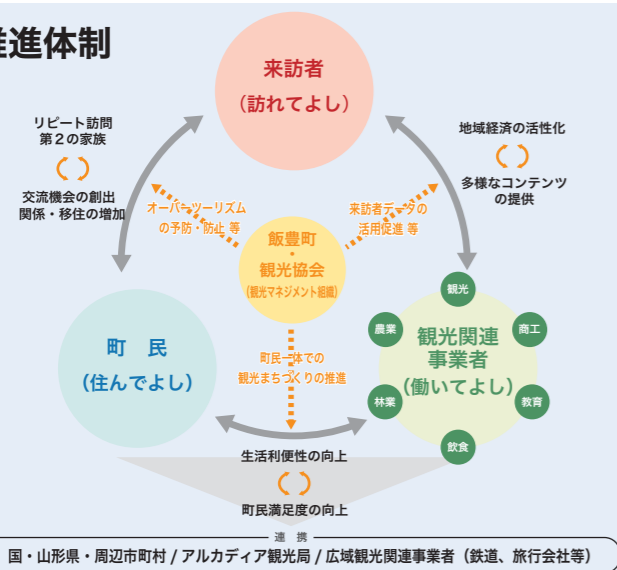 推進体制
来訪者
（訪れてよし）
リピート訪問
第２の家族
交流機会の創出
関係・移住の増加
地域経済の活性化
多様なコンテンツ
の提供
オーバーツーリズム
の予防・防止 等
来訪者データの
活用促進 等
飯豊町
・
観光協会
（観光マネジメント組織）
町民一体での
観光まちづくりの推進
町　民
（住んでよし）
観光関連
事業者
（働いてよし）
観光
農業
商工
林業
教育
飲食
生活利便性の向上
町民満足度の向上
連 携
国・山形県・周辺市町村 / アルカディア観光局 / 広域観光関連事業者（鉄道、旅行会社等）